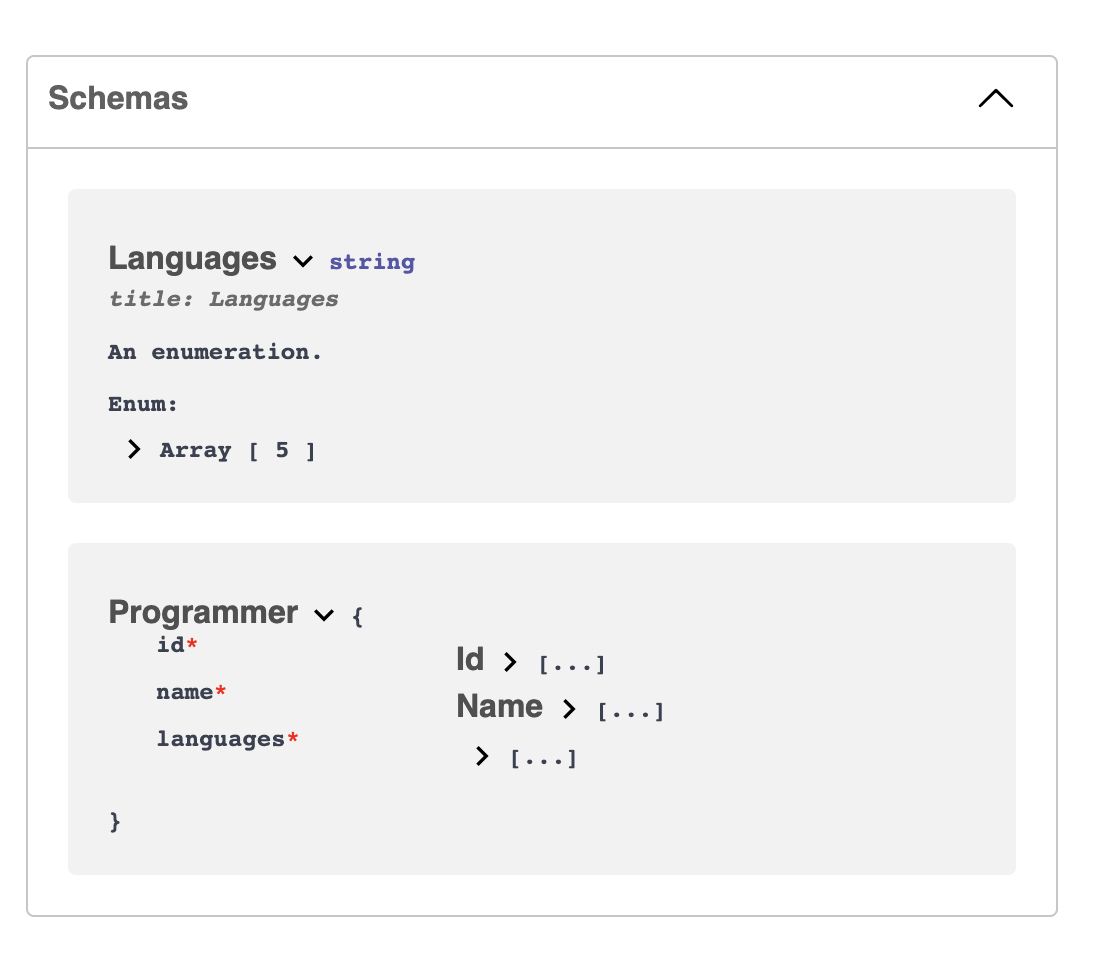 Schemas
Languages string
title: Languages
An enumeration.
Enum:
Array [ 5 ]
Programmer {
id* Id [...]
name* Name [...]
languages* [...]
}